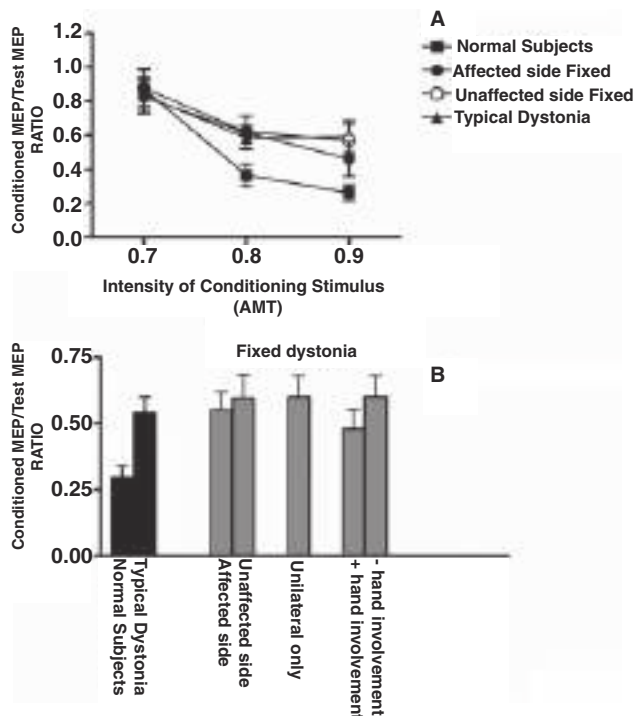 A
Conditioned MEP/Test MEP
RATIO
1.2
1.0
0.8
0.6
0.4
0.2
0.0
0.7
0.8
0.9
Intensity of Conditioning Stimulus
(AMT)
Normal Subjects
Affected side Fixed
Unaffected side Fixed
Typical Dystonia
B
Fixed dystonia
Conditioned MEP/Test MEP
RATIO
0.75
0.50
0.25
0.00
Normal Subjects
Typical Dystonia
Affected side
Unaffected side
Unilateral only
+ hand involvement
- hand involvement